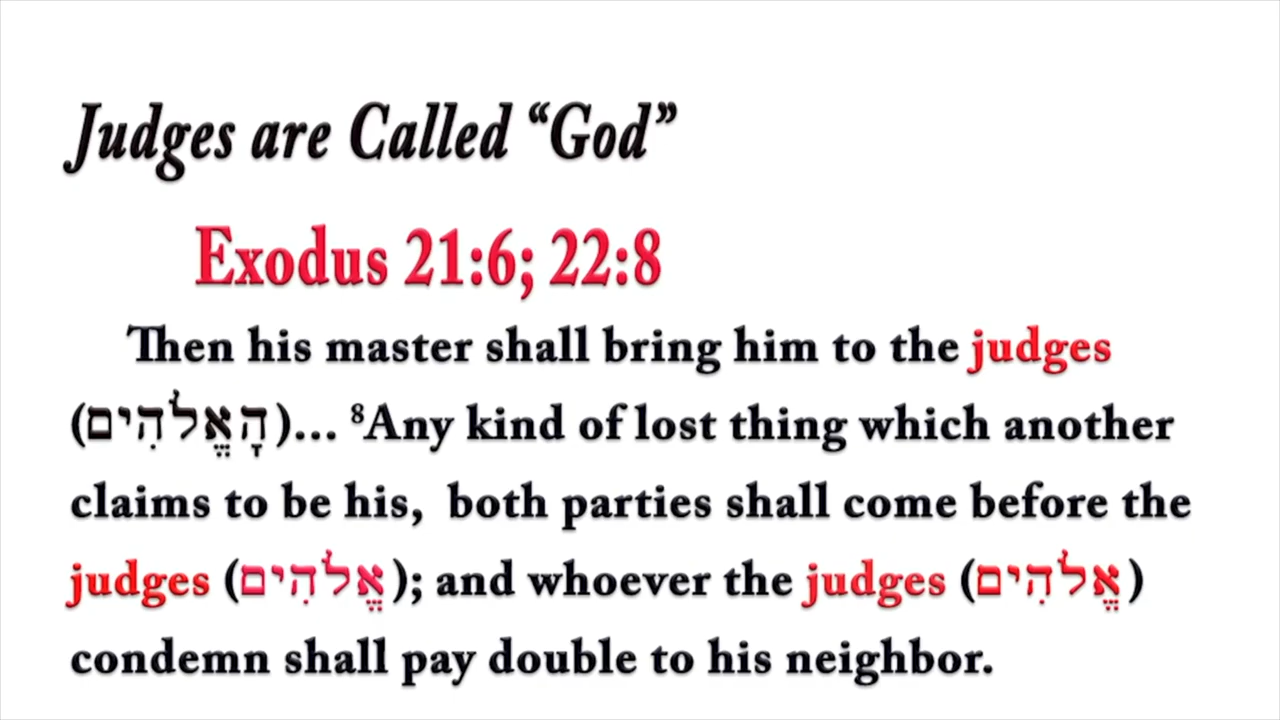 Judges are Called “God”
Exodus 21:6; 22:8
Then his master shall bring him to the judges
(הָאֱלֹהִים)... ⁸Any kind of lost thing which another
claims to be his, both parties shall come before the
judges (אֱלֹהִים); and whoever the judges (אֱלֹהִים)
condemn shall pay double to his neighbor.